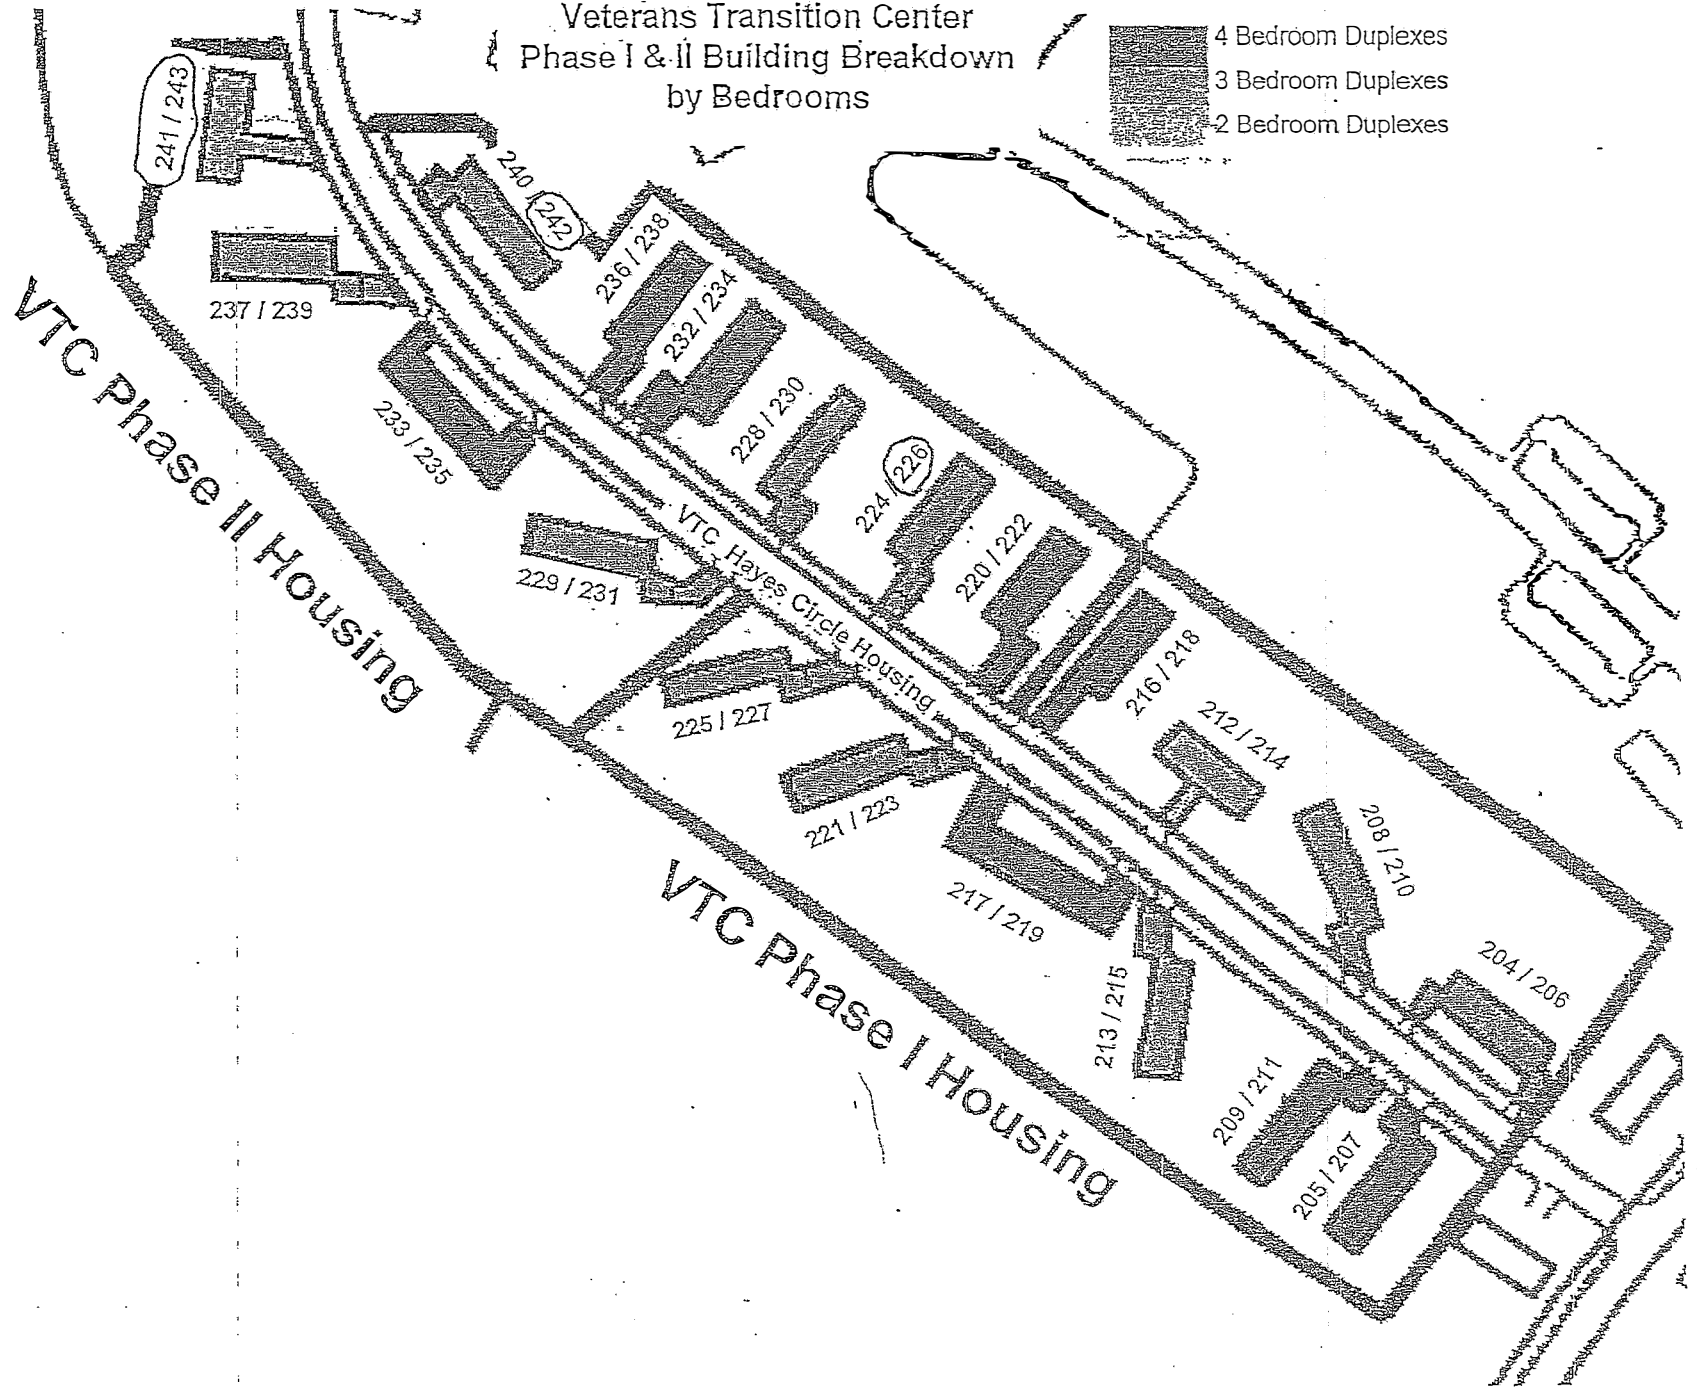 Veterans Transition Center
Phase I & II Building Breakdown
by Bedrooms
4 Bedroom Duplexes
3 Bedroom Duplexes
2 Bedroom Duplexes
241 / 243
240 / 242
236 / 238
237 / 239
232 / 234
233 / 235
228 / 230
224 / 226
220 / 222
229 / 231
VTC Hayes Circle Housing
216 / 218
225 / 227
212 / 214
221 / 223
208 / 210
217 / 219
204 / 206
213 / 215
209 / 211
205 / 207
VTC Phase II Housing
VTC Phase I Housing